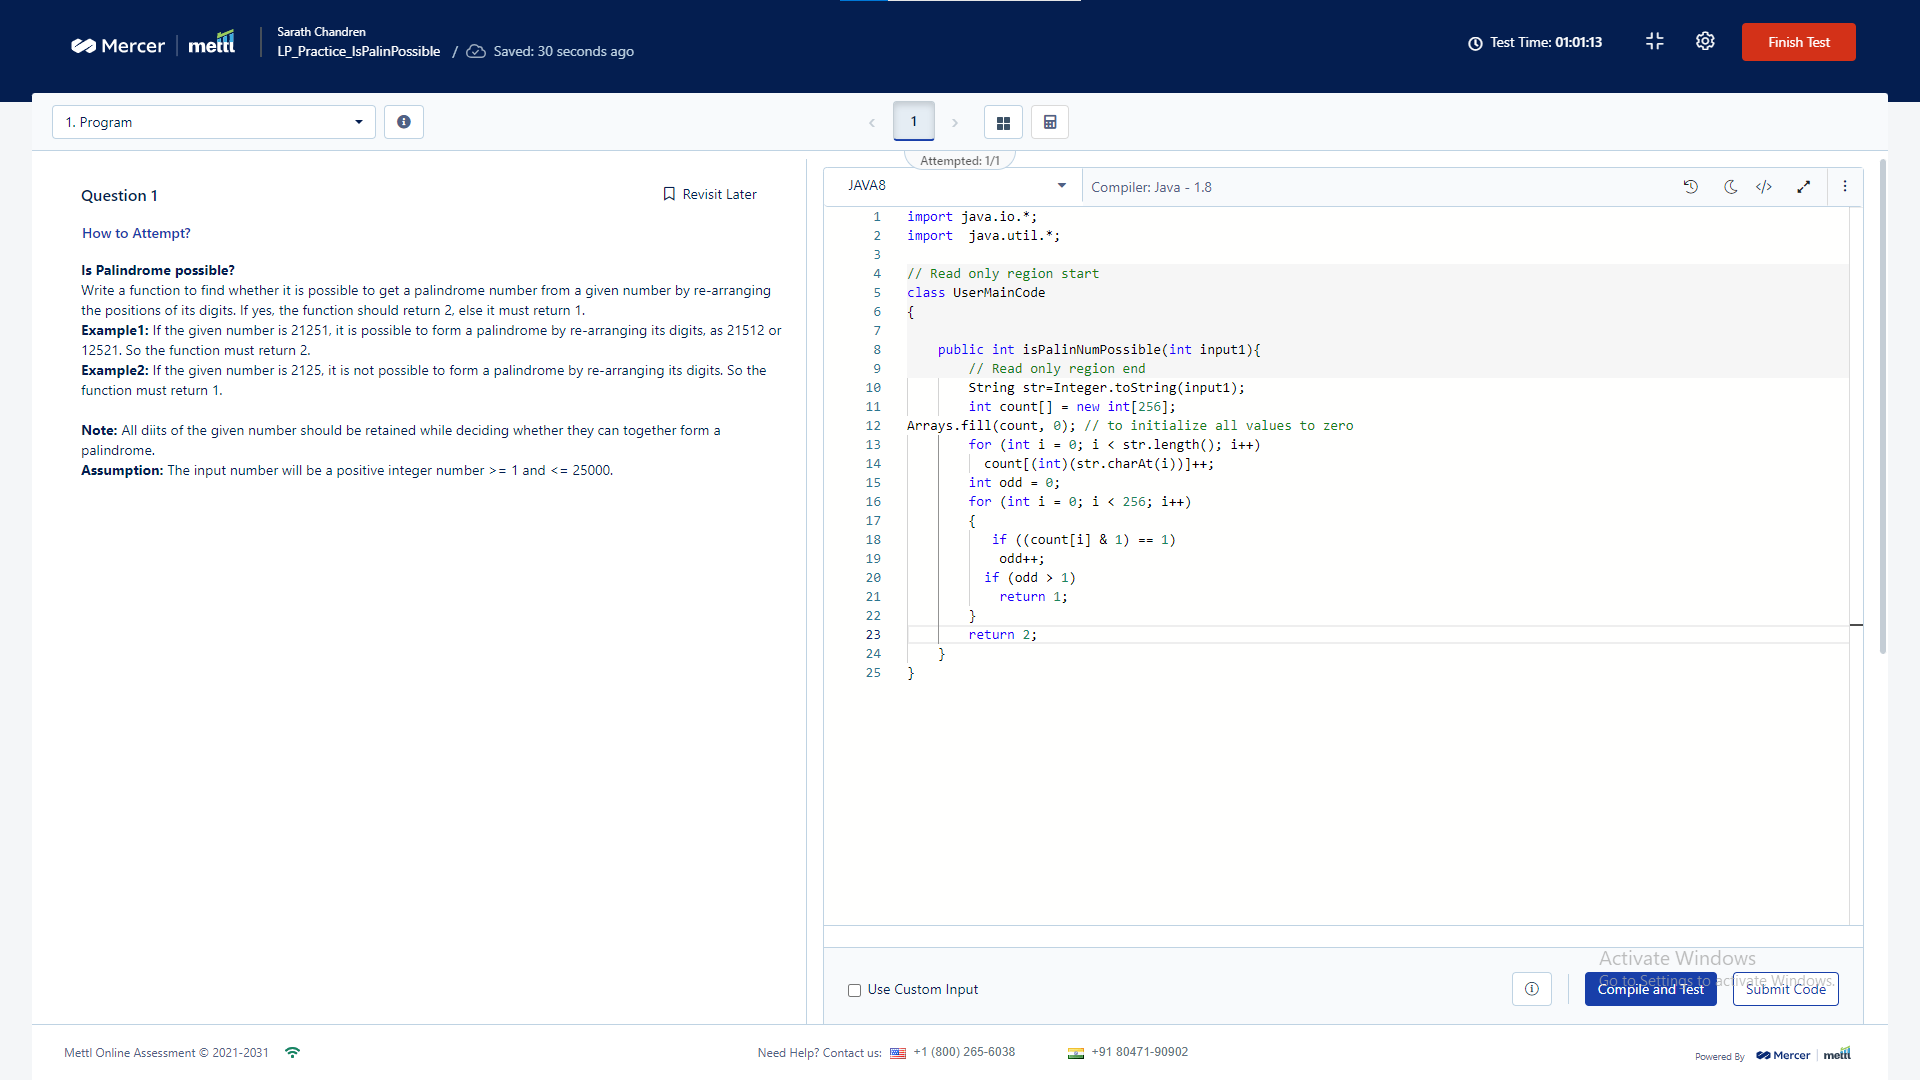 Mercer | mettl
Sarath Chandren
LP_Practice_IsPalinPossible / Saved: 30 seconds ago
Test Time: 01:01:13
Finish Test
1. Program
1
Attempted: 1/1
Question 1
Revisit Later
How to Attempt?
Is Palindrome possible?
Write a function to find whether it is possible to get a palindrome number from a given number by re-arranging
the positions of its digits. If yes, the function should return 2, else it must return 1.
Example1: If the given number is 21251, it is possible to form a palindrome by re-arranging its digits, as 21512 or
12521. So the function must return 2.
Example2: If the given number is 2125, it is not possible to form a palindrome by re-arranging its digits. So the
function must return 1.
Note: All diits of the given number should be retained while deciding whether they can together form a
palindrome.
Assumption: The input number will be a positive integer number >= 1 and <= 25000.
JAVA8
Compiler: Java - 1.8
1 import java.io.*;
2 import  java.util.*;
3
4 // Read only region start
5 class UserMainCode
6 {
7
8     public int isPalinNumPossible(int input1){
9         // Read only region end
10         String str=Integer.toString(input1);
11         int count[] = new int[256];
12 Arrays.fill(count, 0); // to initialize all values to zero
13         for (int i = 0; i < str.length(); i++)
14           count[(int)(str.charAt(i))]++;
15         int odd = 0;
16         for (int i = 0; i < 256; i++)
17         {
18            if ((count[i] & 1) == 1)
19             odd++;
20           if (odd > 1)
21             return 1;
22         }
23         return 2;
24     }
25 }
Use Custom Input
Activate Windows
Go to Settings to activate Windows.
Compile and Test
Submit Code
Mettl Online Assessment © 2021-2031
Need Help? Contact us: +1 (800) 265-6038
+91 80471-90902
Powered By Mercer | mettl